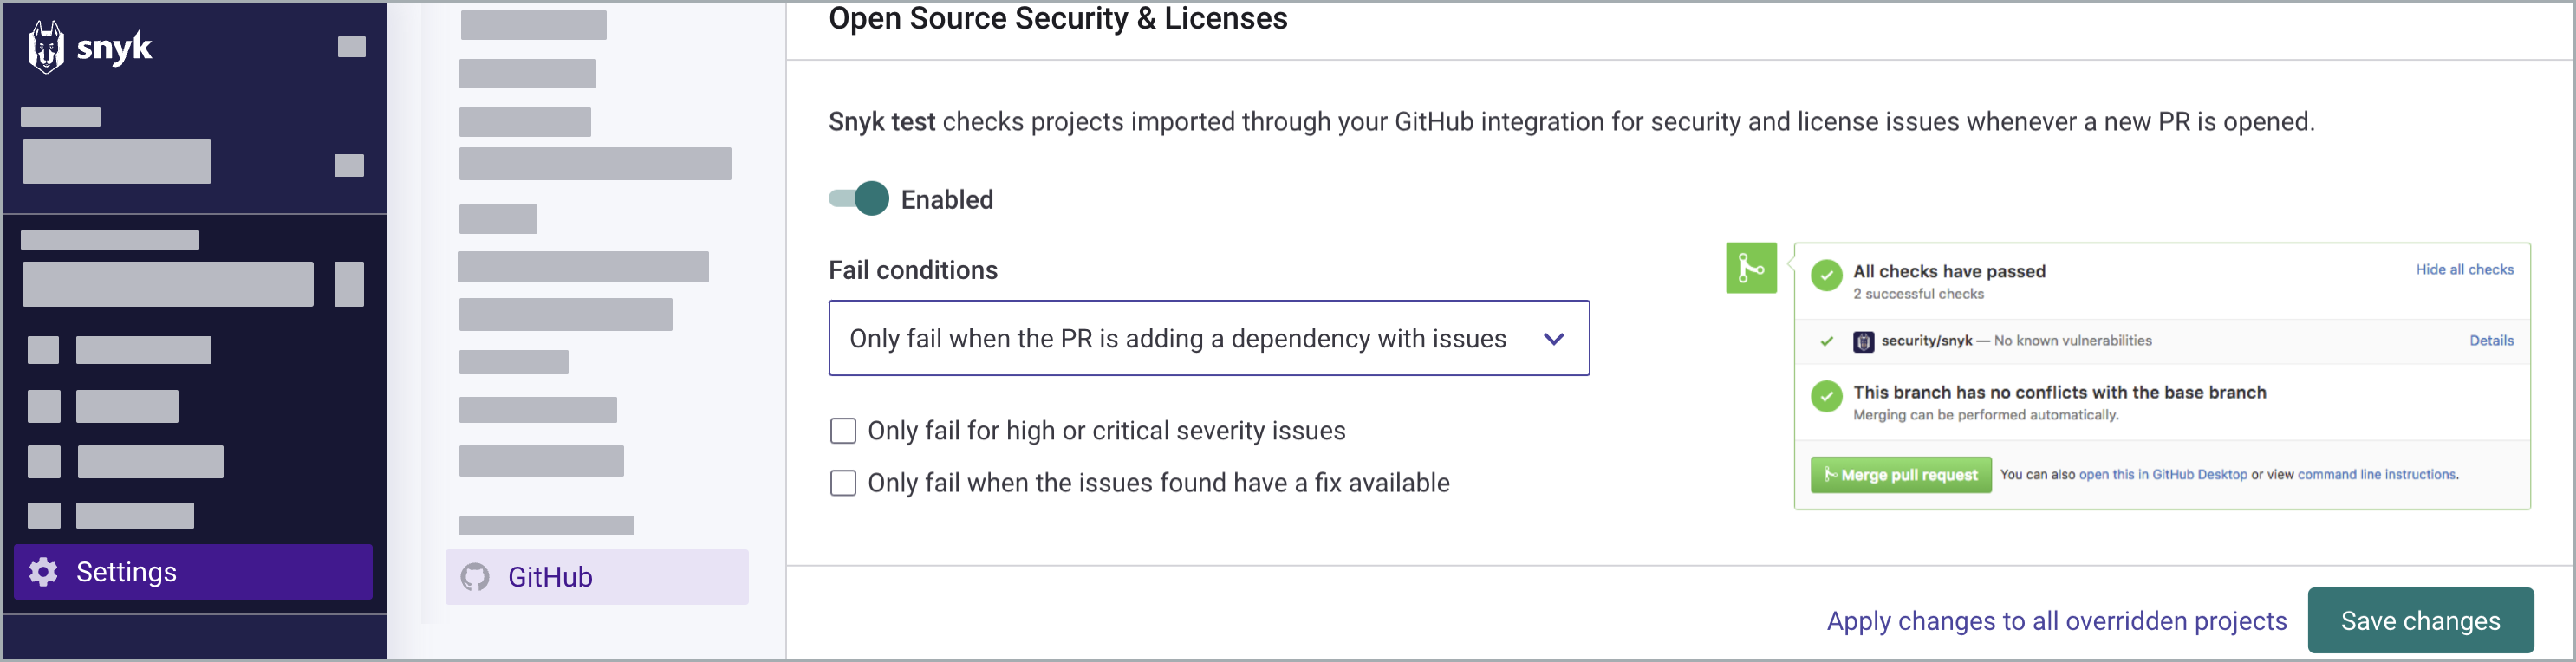 snyk
Settings
GitHub
Open Source Security & Licenses
Snyk test checks projects imported through your GitHub integration for security and license issues whenever a new PR is opened.
Enabled
Fail conditions
Only fail when the PR is adding a dependency with issues
Only fail for high or critical severity issues
Only fail when the issues found have a fix available
All checks have passed
Hide all checks
2 successful checks
security/snyk — No known vulnerabilities
Details
This branch has no conflicts with the base branch
Merging can be performed automatically.
Merge pull request
You can also open this in GitHub Desktop or view command line instructions.
Apply changes to all overridden projects
Save changes